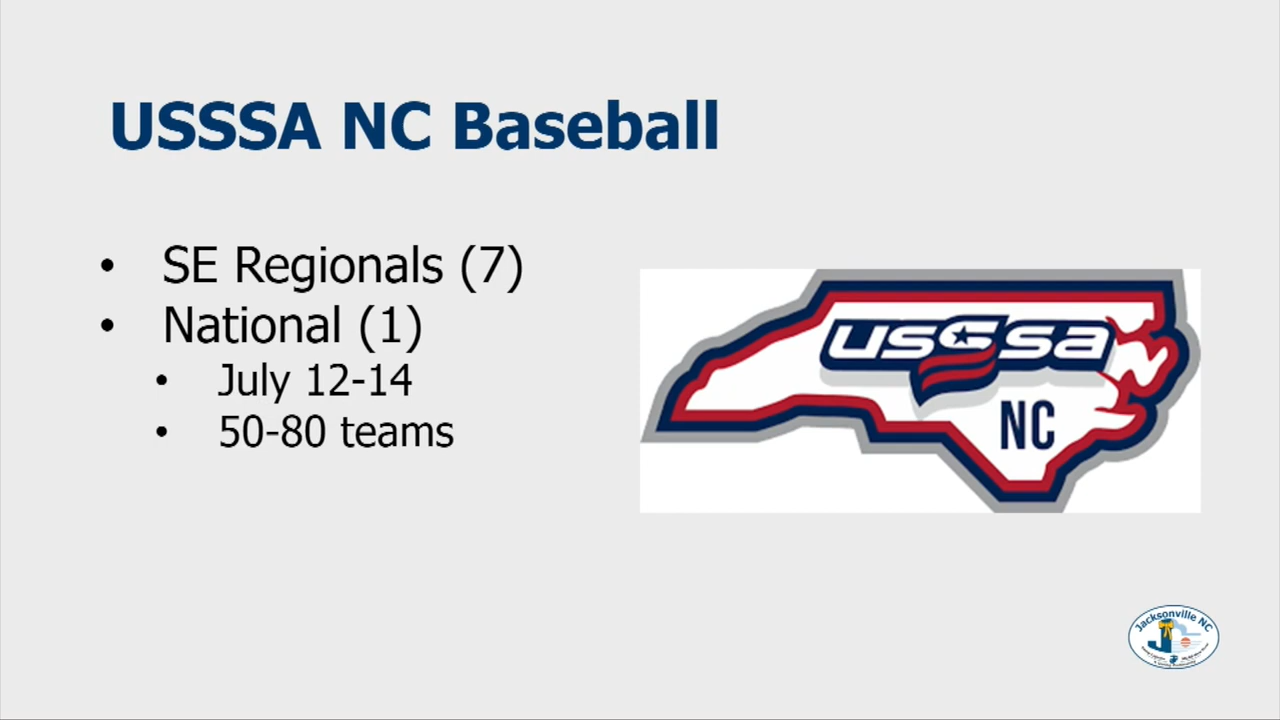 USSSA NC Baseball
• SE Regionals (7)
• National (1)
• July 12-14
• 50-80 teams
usssa
NC
Jacksonville NC